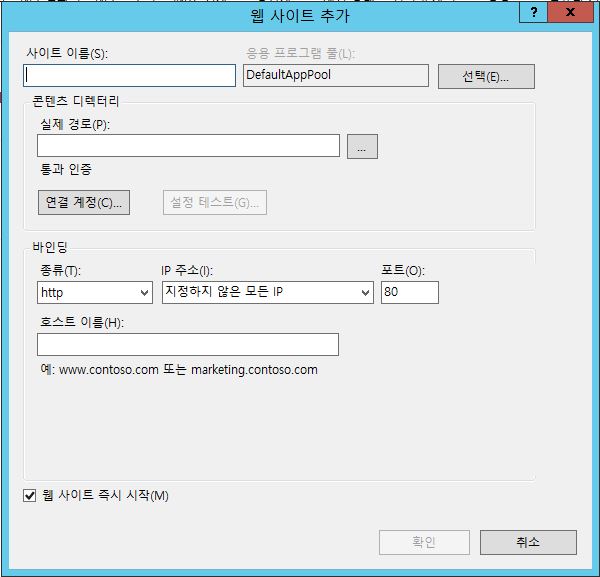 웹 사이트 추가
? x
사이트 이름(S): 응용 프로그램 풀(L):
DefaultAppPool 선택(E)...
콘텐츠 디렉터리
실제 경로(P):
...
통과 인증
연결 계정(C)... 설정 테스트(G)...
바인딩
종류(T): IP 주소(I): 포트(O):
http 지정하지 않은 모든 IP 80
호스트 이름(H):
예: www.contoso.com 또는 marketing.contoso.com
웹 사이트 즉시 시작(M)
확인 취소